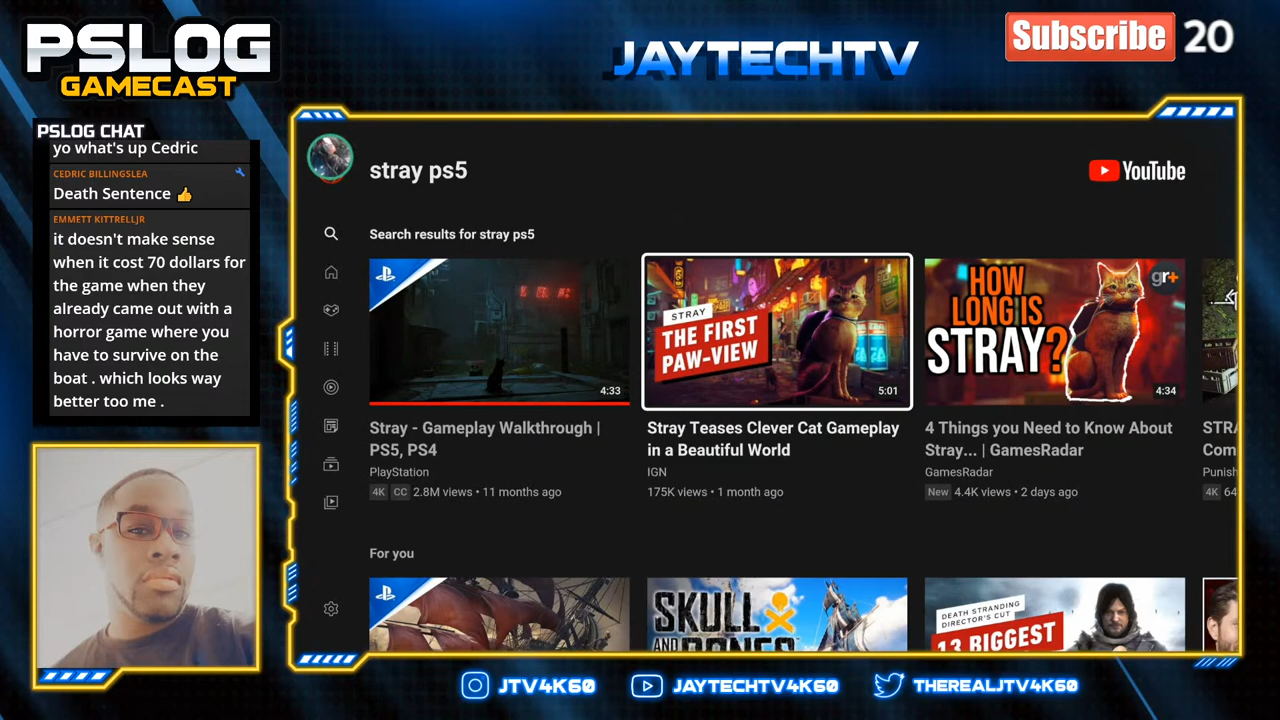 PSLOG
GAMECAST
JAYTECHTV
Subscribe 20
PSLOG CHAT
yo what's up Cedric
CEDRIC BILLINGSLEA
Death Sentence 👍
EMMETT KITTRELLJR
it doesn't make sense
when it cost 70 dollars for
the game when they
already came out with a
horror game where you
have to survive on the
boat . which looks way
better too me .
stray ps5
YouTube
Search results for stray ps5
4:33
STRAY
THE FIRST
PAW-VIEW
5:01
HOW
LONG IS
STRAY?
gr+
4:34
Stray - Gameplay Walkthrough |
PS5, PS4
PlayStation
4K CC 2.8M views • 11 months ago
Stray Teases Clever Cat Gameplay
in a Beautiful World
IGN
175K views • 1 month ago
4 Things you Need to Know About
Stray... | GamesRadar
GamesRadar
New 4.4K views • 2 days ago
STRA
Com
Punish
4K 64
For you
SKULL
AND BONES
DEATH STRANDING
DIRECTOR'S CUT
13 BIGGEST
JTV4K60
JAYTECHTV4K60
THEREALJTV4K60